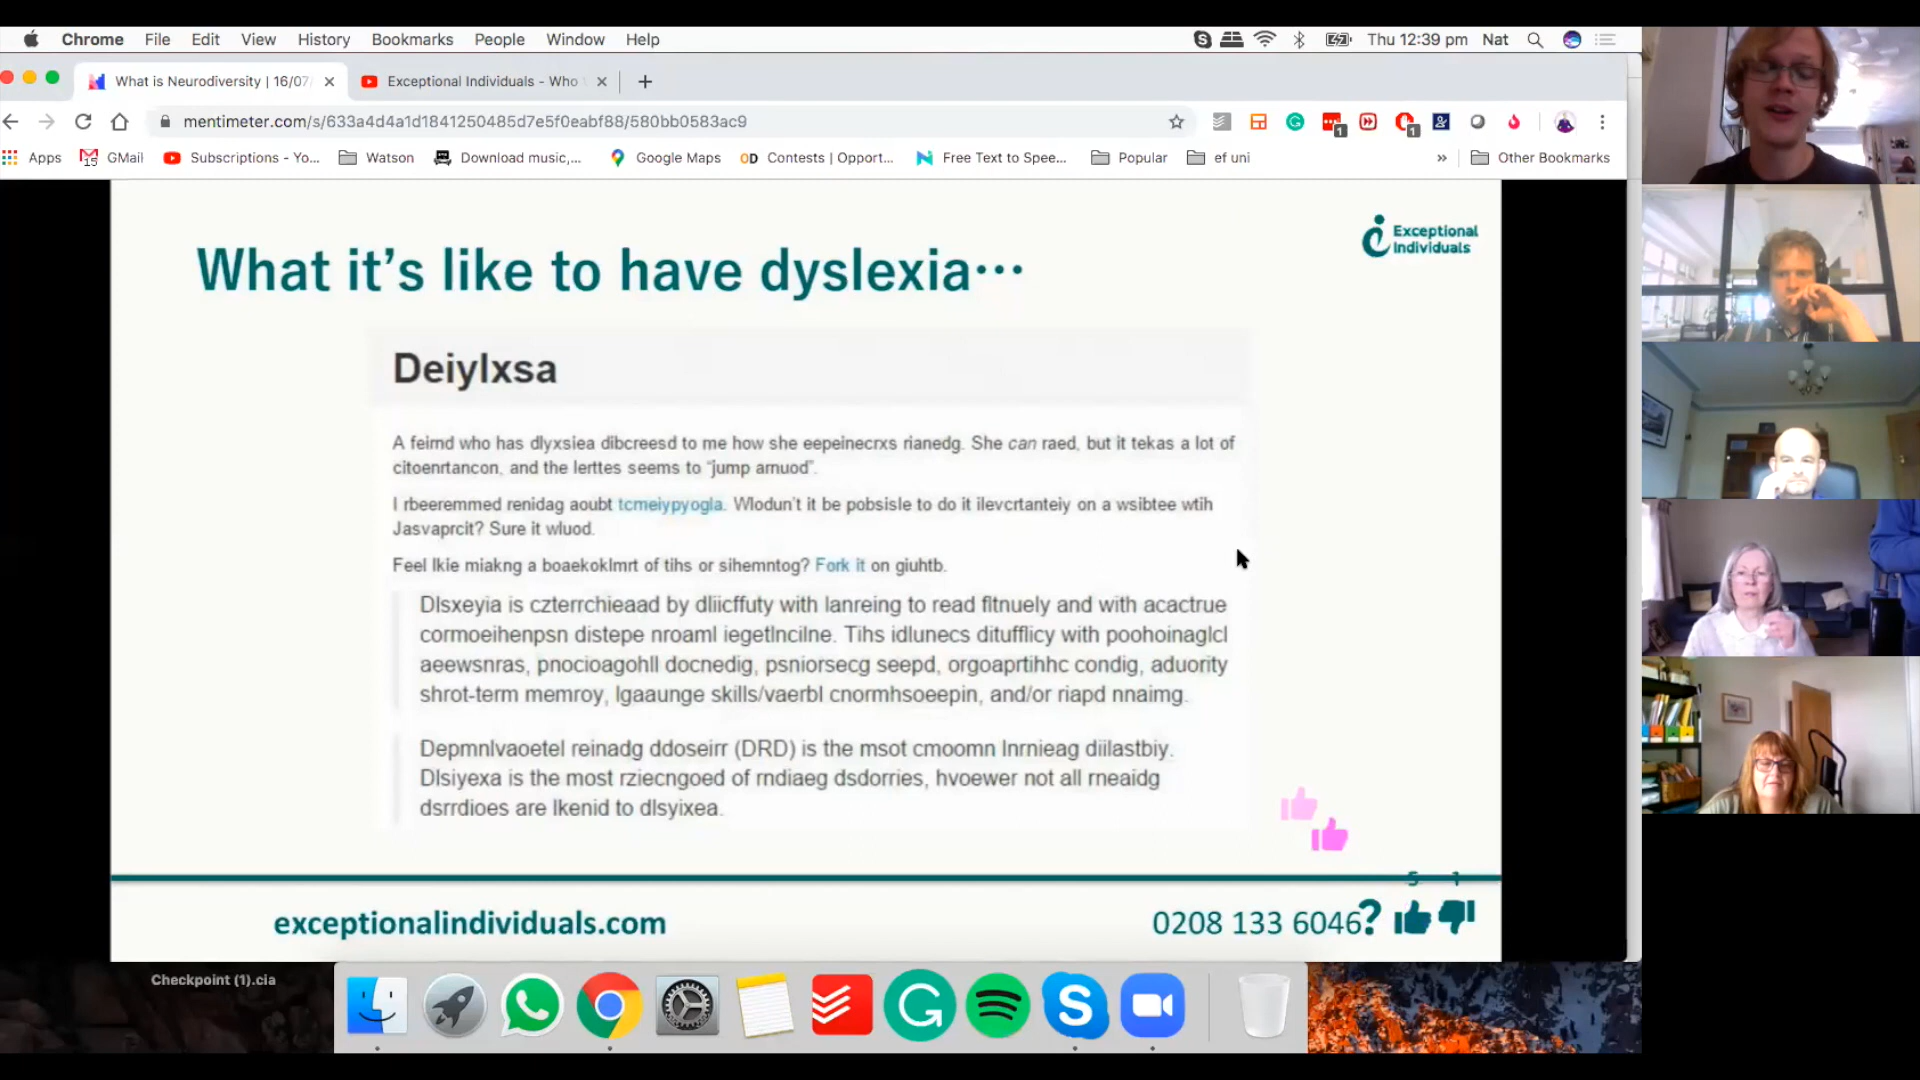 Chrome File Edit View History Bookmarks People Window Help
Thu 12:39 pm Nat
What is Neurodiversity | 16/07/
Exceptional Individuals - Who
mentimeter.com/s/633a4d4a1d1841250485d7e5f0eabf88/580bb0583ac9
Apps GMail Subscriptions - Yo... Watson Download music,... Google Maps Contests | Opport... Free Text to Spee... Popular ef uni » Other Bookmarks
Exceptional
Individuals
What it's like to have dyslexia···
Deiylxsa
A feirnd who has dlyxsiea dibcreesd to me how she eepeinecrxs rianedg. She can raed, but it tekas a lot of
citoenrtancon, and the lerttes seems to "jump arnuod".
I rbeeremmed renidag aoubt tcmeiypyogla. Wlodun't it be pobsisle to do it ilevcrtanteiy on a wsibtee wtih
Jasvaprcit? Sure it wluod.
Feel lkie miakng a boaekoklmrt of tihs or sihemntog? Fork it on giuhtb.
Dlsxeyia is czterrchieaad by dliicffuty with lanreing to read fltnuely and with acactrue
cormoeihenpsn distepe nroaml iegetlncilne. Tihs idlunecs ditufflicy with poohoinaglcl
aeewsnras, pnocioagohll docnedig, psniorsecg seepd, orgoaprtihhc condig, aduority
shrot-term memroy, lgaaunge skills/vaerbl cnormhsoeepin, and/or riapd nnaimg.
Depmnlvaoetel reinadg ddoseirr (DRD) is the msot cmoomn lnrnieag diilastbiy.
Dlsiyexa is the most rziecngoed of rndiaeg dsdorries, hvoewer not all rneaidg
dsrrdioes are lkenid to dlsyixea.
5 1
exceptionalindividuals.com
0208 133 6046?
Checkpoint (1).cia